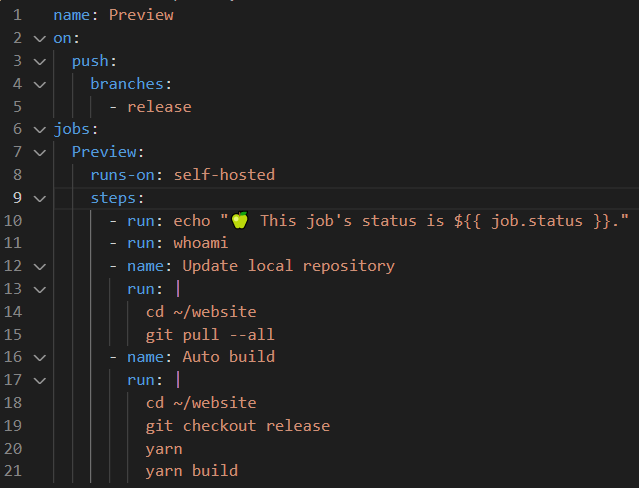 1 name: Preview
2 on:
3 push:
4 branches:
5 - release
6 jobs:
7 Preview:
8 runs-on: self-hosted
9 steps:
10 - run: echo "🍏 This job's status is ${{ job.status }}."
11 - run: whoami
12 - name: Update local repository
13 run: |
14 cd ~/website
15 git pull --all
16 - name: Auto build
17 run: |
18 cd ~/website
19 git checkout release
20 yarn
21 yarn build